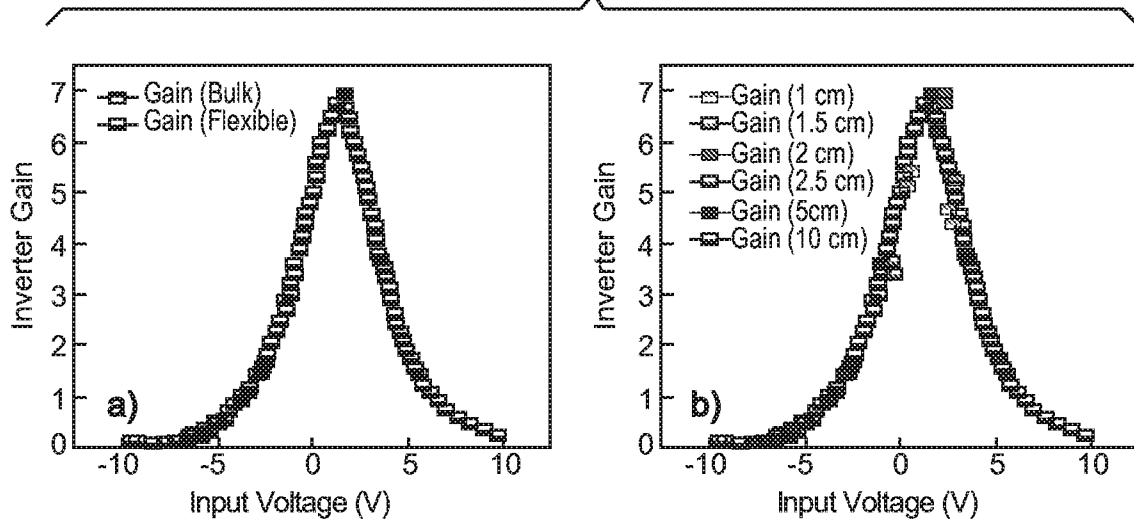 7
6
5
4
3
2
1
0
Inverter Gain
Gain (Bulk)
Gain (Flexible)
a)
-10 -5 0 5 10
Input Voltage (V)
7
6
5
4
3
2
1
0
Inverter Gain
Gain (1 cm)
Gain (1.5 cm)
Gain (2 cm)
Gain (2.5 cm)
Gain (5cm)
Gain (10 cm)
b)
-10 -5 0 5 10
Input Voltage (V)